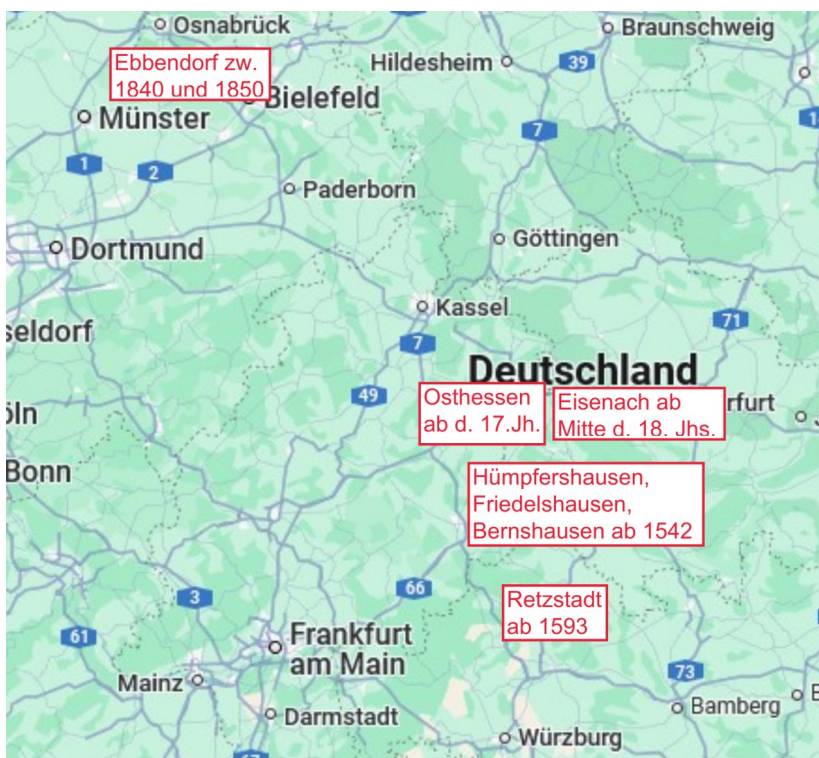 Osnabrück
Braunschweig
Ebbendorf zw.
1840 und 1850
Hildesheim
39
Bielefeld
Münster
7
14
1
2
Paderborn
Göttingen
Dortmund
Kassel
seldorf
7
71
Deutschland
49
Osthessen
ab d. 17.Jh.
Eisenach ab
Mitte d. 18. Jhs.
rfurt
öln
Bonn
Hümpfershausen,
Friedelshausen,
Bernshausen ab 1542
66
3
Retzstadt
ab 1593
61
Frankfurt
am Main
Mainz
73
Bamberg
Darmstadt
Würzburg